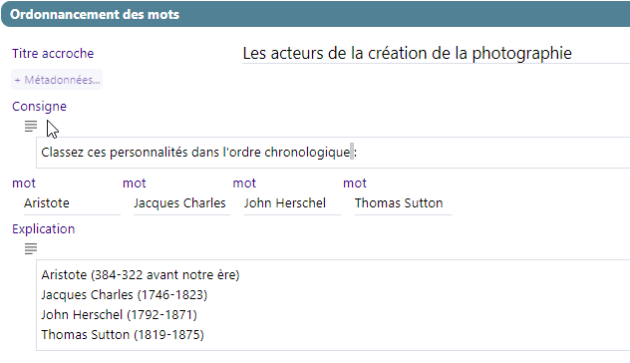 Ordonnancement des mots
Titre accroche Les acteurs de la création de la photographie
+ Métadonnées...
Consigne
Classez ces personnalités dans l'ordre chronologique :
mot mot mot mot
Aristote Jacques Charles John Herschel Thomas Sutton
Explication
Aristote (384-322 avant notre ère)
Jacques Charles (1746-1823)
John Herschel (1792-1871)
Thomas Sutton (1819-1875)